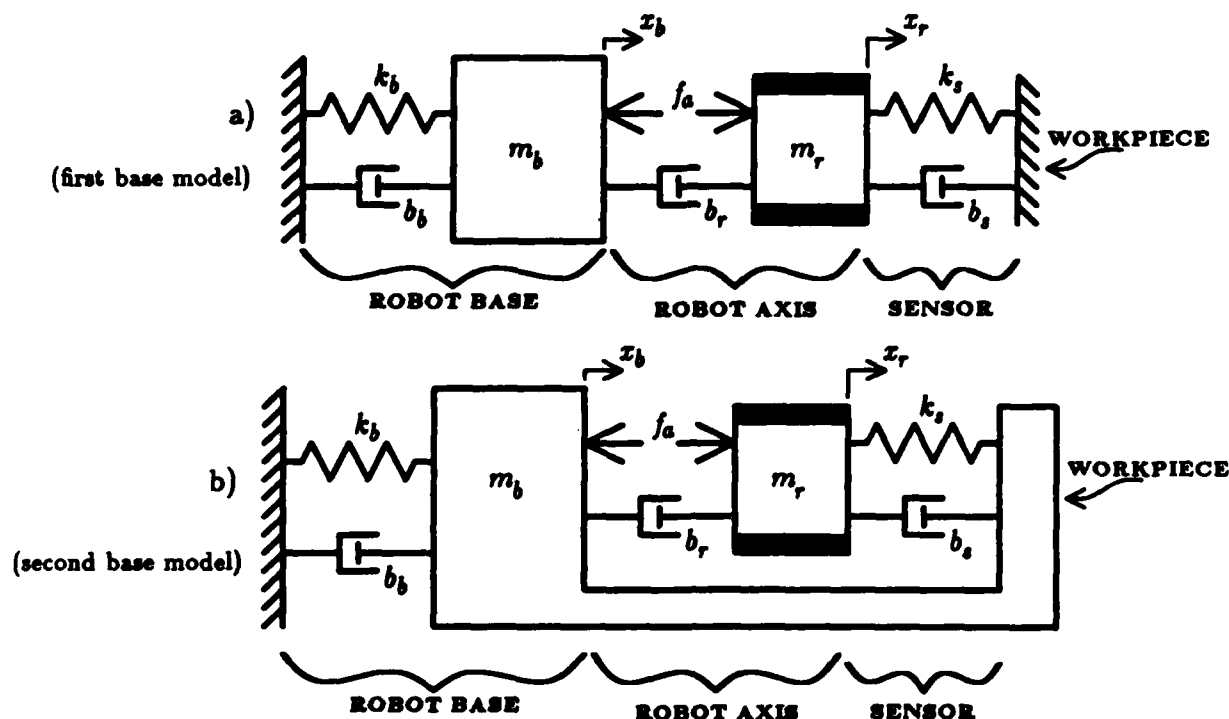 x_b x_r
k_b f_a k_s
a) m_b m_r WORKPIECE
(first base model)
b_b b_r b_s
ROBOT BASE ROBOT AXIS SENSOR
x_b x_r
k_b f_a k_s
b) m_b m_r WORKPIECE
b_r b_s
(second base model) b_b
ROBOT BASE ROBOT AXIS SENSOR